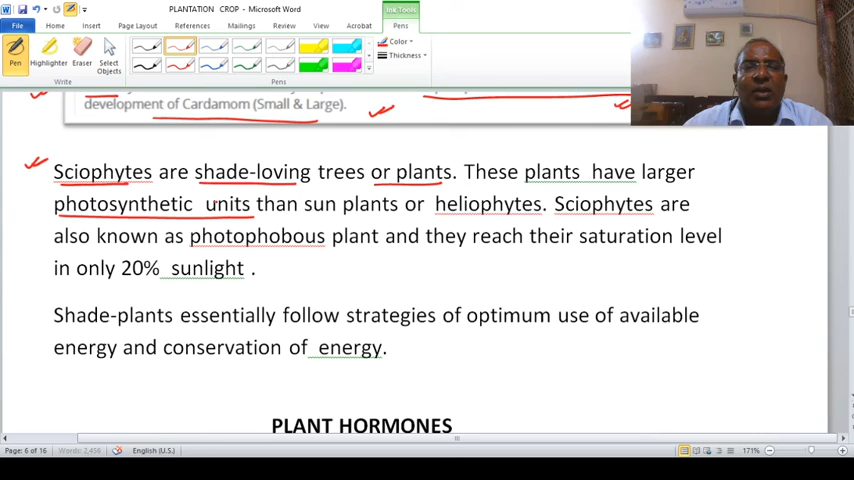 PLANTATION CROP - Microsoft Word
Ink Tools
File Home Insert Page Layout References Mailings Review View Acrobat Pens
Pen Highlighter Eraser Select Objects
Color
Thickness
Write Pens
development of Cardamom (Small & Large).
Sciophytes are shade-loving trees or plants. These plants have larger
photosynthetic units than sun plants or heliophytes. Sciophytes are
also known as photophobous plant and they reach their saturation level
in only 20% sunlight .
Shade-plants essentially follow strategies of optimum use of available
energy and conservation of energy.
PLANT HORMONES
Page: 6 of 16 Words: 2,458 English (U.S.) 171%